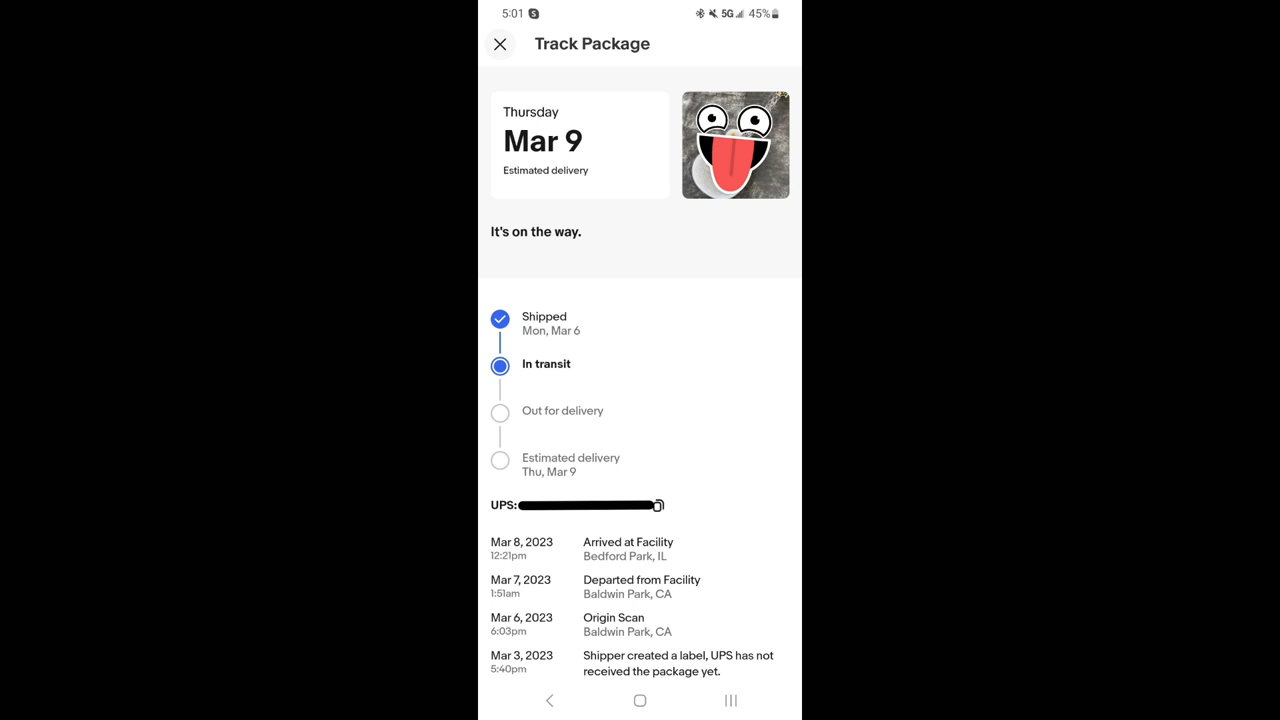 5:01 S 5G 45%
Track Package
Thursday
Mar 9
Estimated delivery
It's on the way.
Shipped
Mon, Mar 6
In transit
Out for delivery
Estimated delivery
Thu, Mar 9
UPS:
Mar 8, 2023 Arrived at Facility
12:21pm Bedford Park, IL
Mar 7, 2023 Departed from Facility
1:51am Baldwin Park, CA
Mar 6, 2023 Origin Scan
6:03pm Baldwin Park, CA
Mar 3, 2023 Shipper created a label, UPS has not
5:40pm received the package yet.